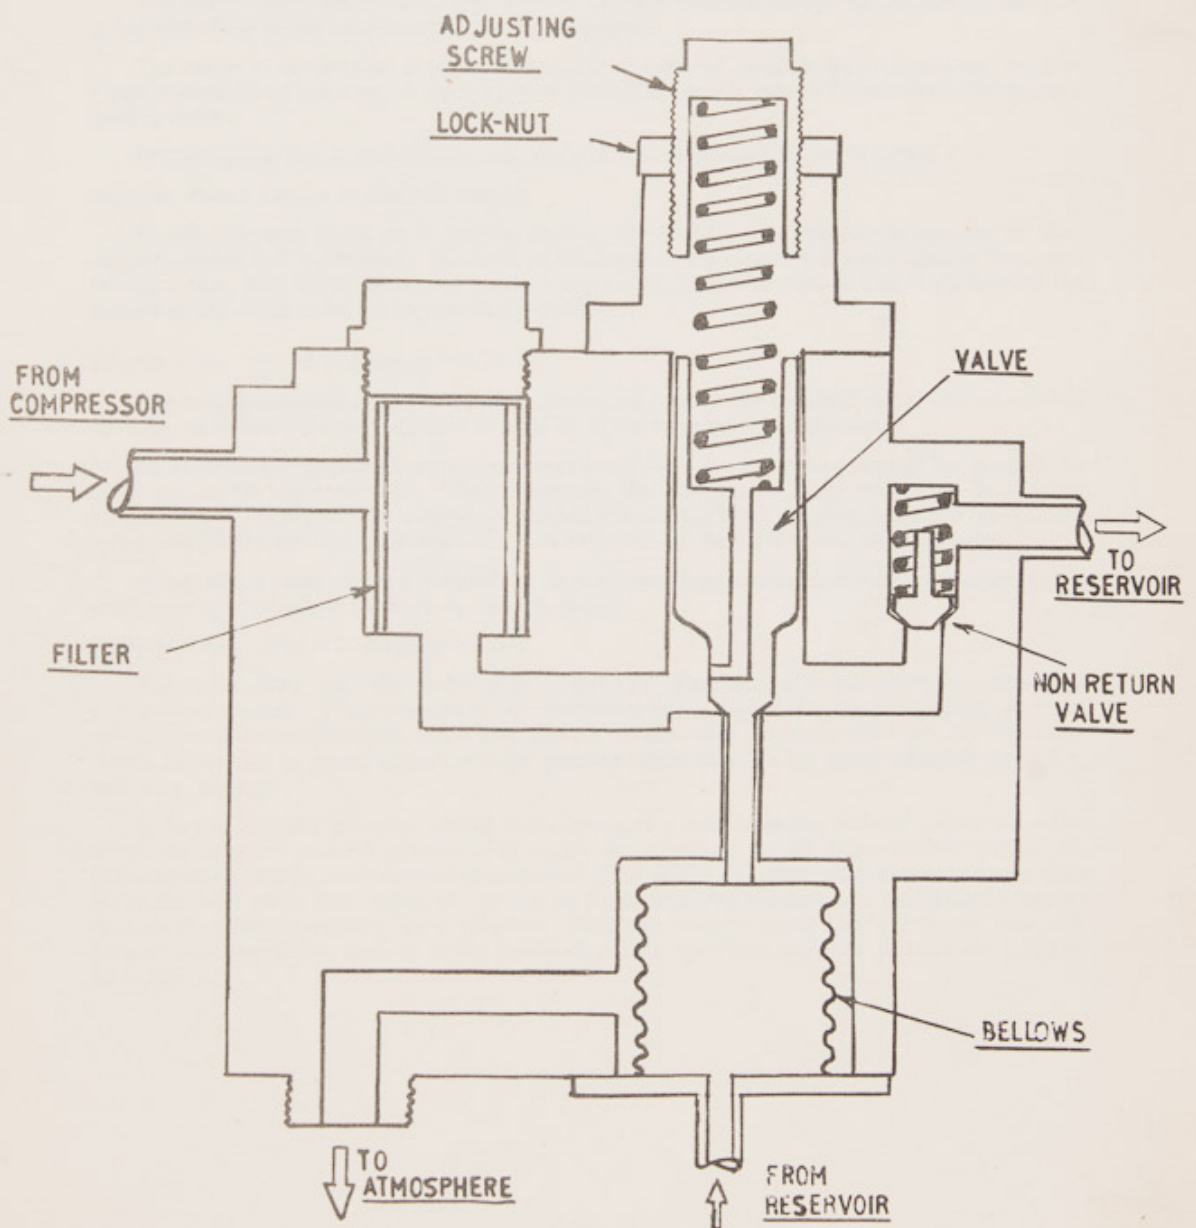 ADJUSTING
SCREW
LOCK-NUT
FROM
COMPRESSOR
VALVE
TO
RESERVOIR
FILTER
NON RETURN
VALVE
BELLOWS
TO
ATMOSPHERE
FROM
RESERVOIR